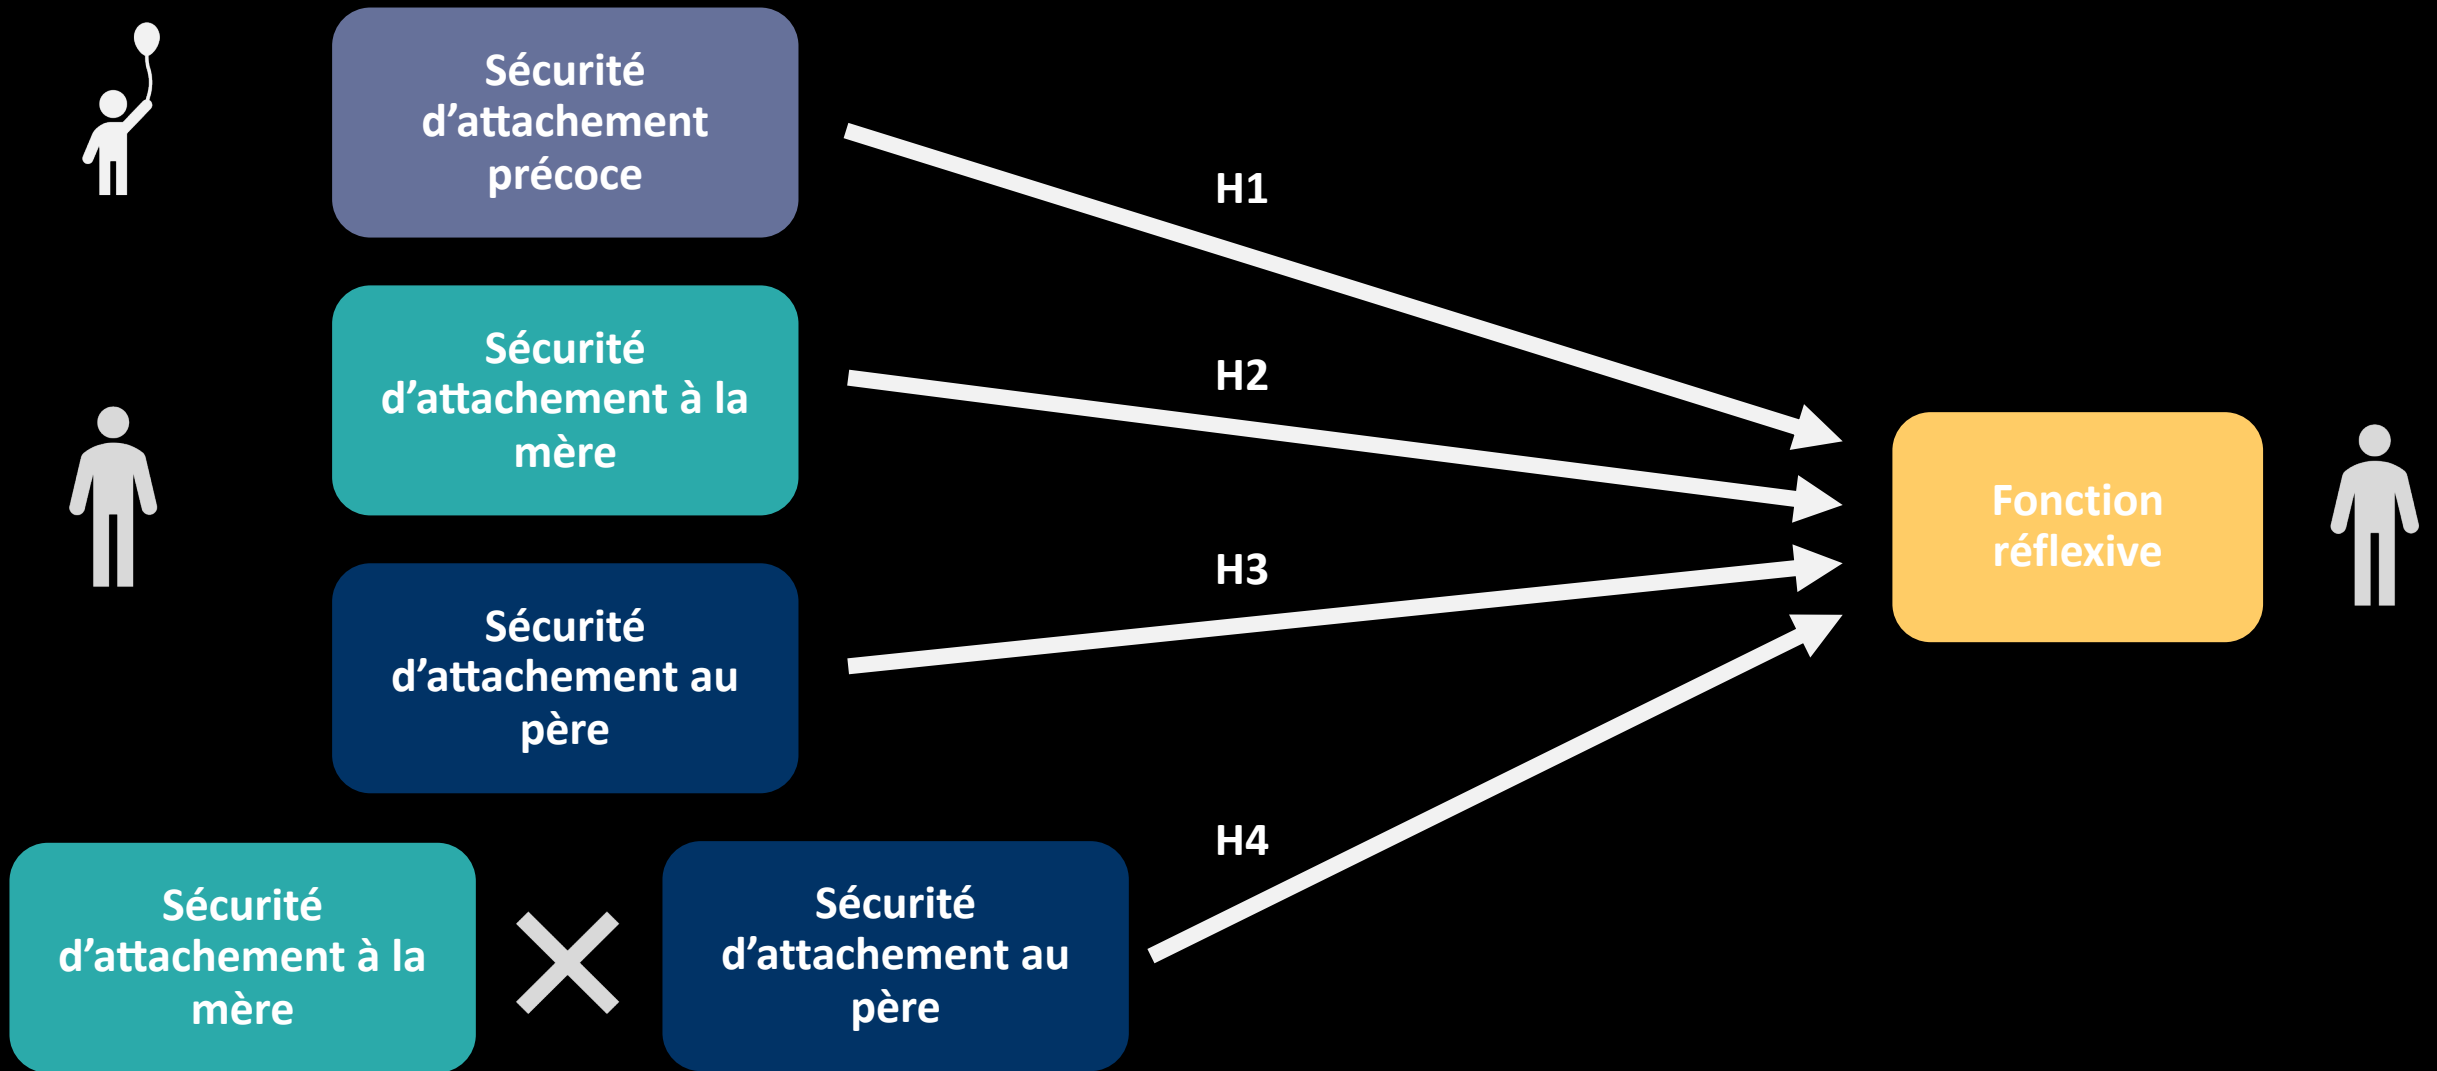 Sécurité
d’attachement
précoce
H1
Sécurité
d’attachement à la
mère
H2
Sécurité
d’attachement au
père
H3
Fonction
réflexive
Sécurité
d’attachement à la
mère
Sécurité
d’attachement au
père
H4